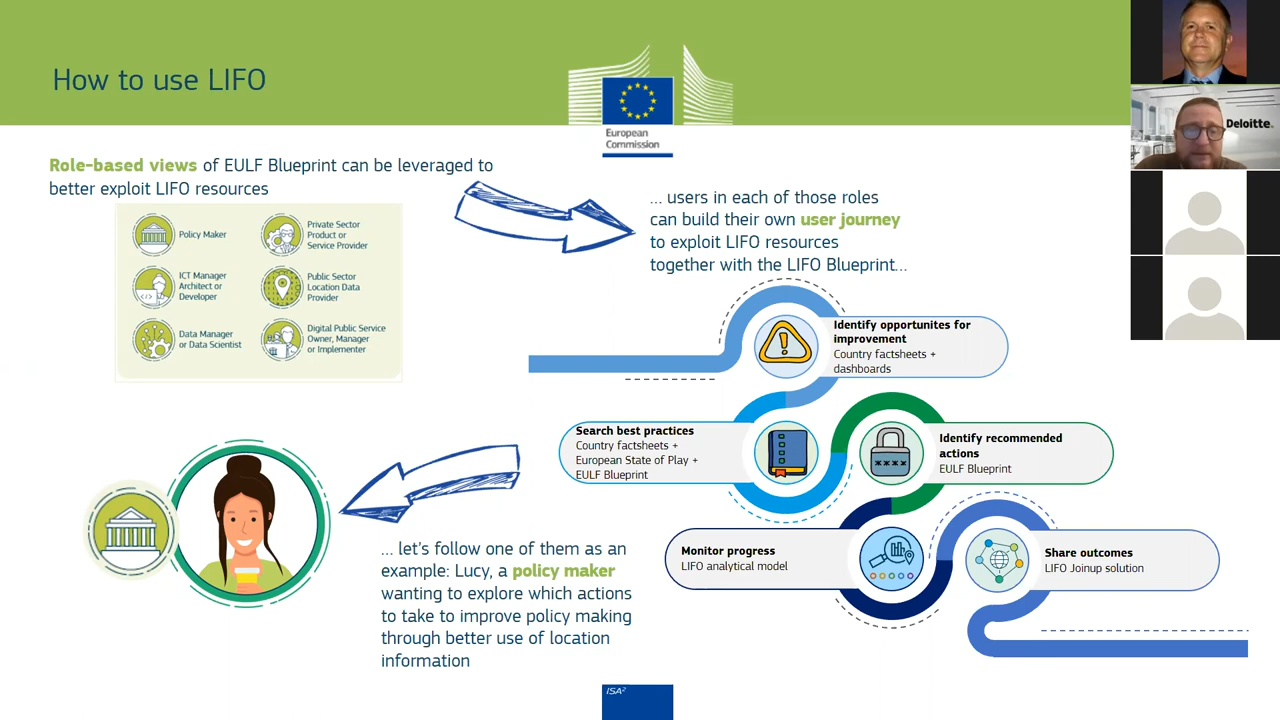 How to use LIFO
European
Commission
Deloitte.
Role-based views of EULF Blueprint can be leveraged to
better exploit LIFO resources
Policy Maker
Private Sector
Product or
Service Provider
ICT Manager
Architect or
Developer
Public Sector
Location Data
Provider
Data Manager
or Data Scientist
Digital Public Service
Owner, Manager
or Implementer
... users in each of those roles
can build their own user journey
to exploit LIFO resources
together with the LIFO Blueprint...
Identify opportunites for
improvement
Country factsheets +
dashboards
Search best practices
Country factsheets +
European State of Play +
EULF Blueprint
Identify recommended
actions
EULF Blueprint
Monitor progress
LIFO analytical model
Share outcomes
LIFO Joinup solution
... let's follow one of them as an
example: Lucy, a policy maker
wanting to explore which actions
to take to improve policy making
through better use of location
information
ISA²